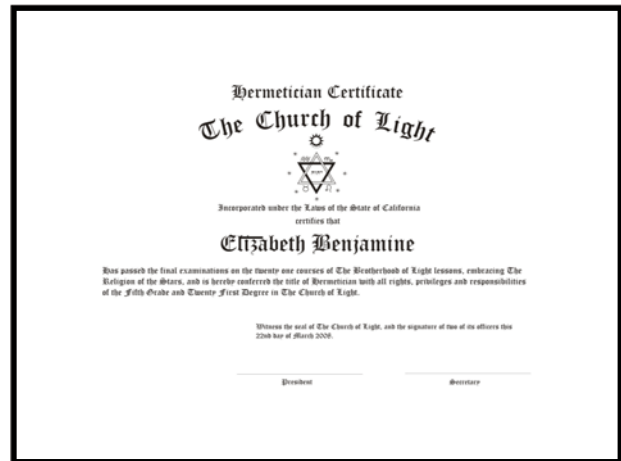 Hermetician Certificate
The Church of Light
Incorporated under the Laws of the State of California
certifies that
Elizabeth Benjamine
Has passed the final examinations on the twenty one courses of The Brotherhood of Light lessons, embracing The
Religion of the Stars, and is hereby conferred the title of Hermetician with all rights, privileges and responsibilities
of the Fifth Grade and Twenty First Degree in The Church of Light.
Witness the seal of The Church of Light, and the signature of two of its officers this
22nd day of March 2008.
President Secretary